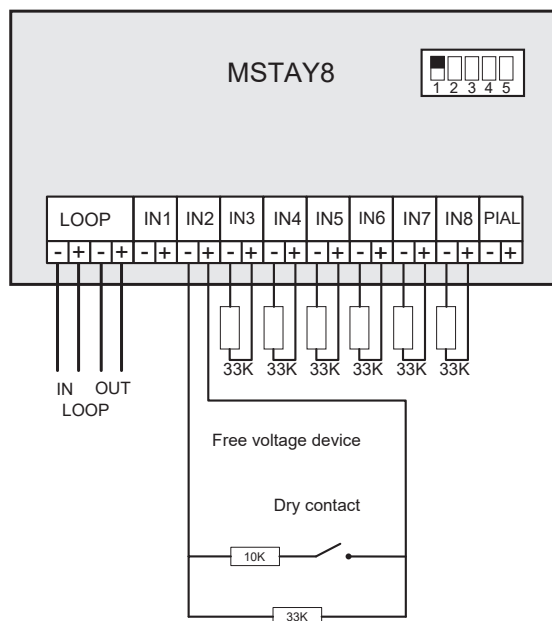 MSTAY8
1 2 3 4 5
LOOP IN1 IN2 IN3 IN4 IN5 IN6 IN7 IN8 PIAL
- + - + - + - + - + - + - + - + - + - + - +
33K 33K 33K 33K 33K 33K
IN OUT
LOOP
Free voltage device
Dry contact
10K
33K